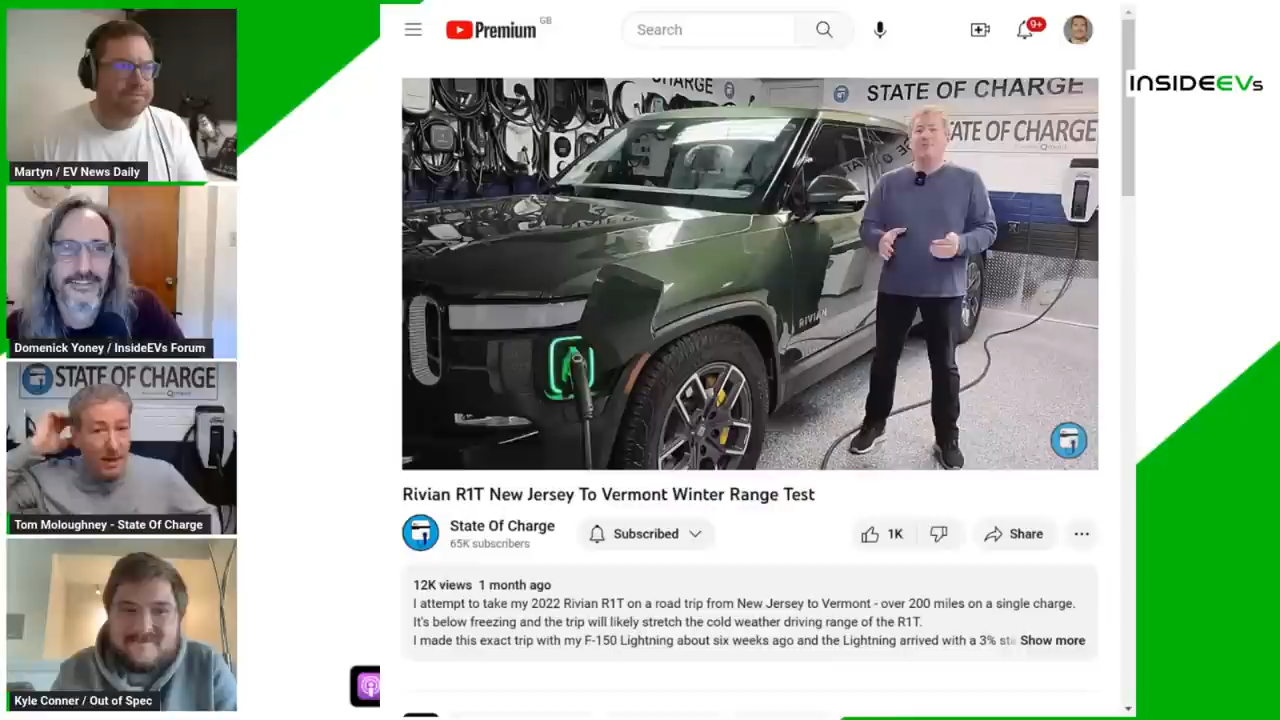 Martyn / EV News Daily
Domenick Yoney / InsideEVs Forum
STATE OF CHARGE
Tom Moloughney - State Of Charge
Kyle Conner / Out of Spec
Premium GB
Search
9+
INSIDEEVs
CHARGE
STATE OF CHARGE
STATE OF CHARGE
RIVIAN
Rivian R1T New Jersey To Vermont Winter Range Test
State Of Charge
65K subscribers
Subscribed
1K
Share
12K views 1 month ago
I attempt to take my 2022 Rivian R1T on a road trip from New Jersey to Vermont - over 200 miles on a single charge.
It's below freezing and the trip will likely stretch the cold weather driving range of the R1T.
I made this exact trip with my F-150 Lightning about six weeks ago and the Lightning arrived with a 3% sta Show more